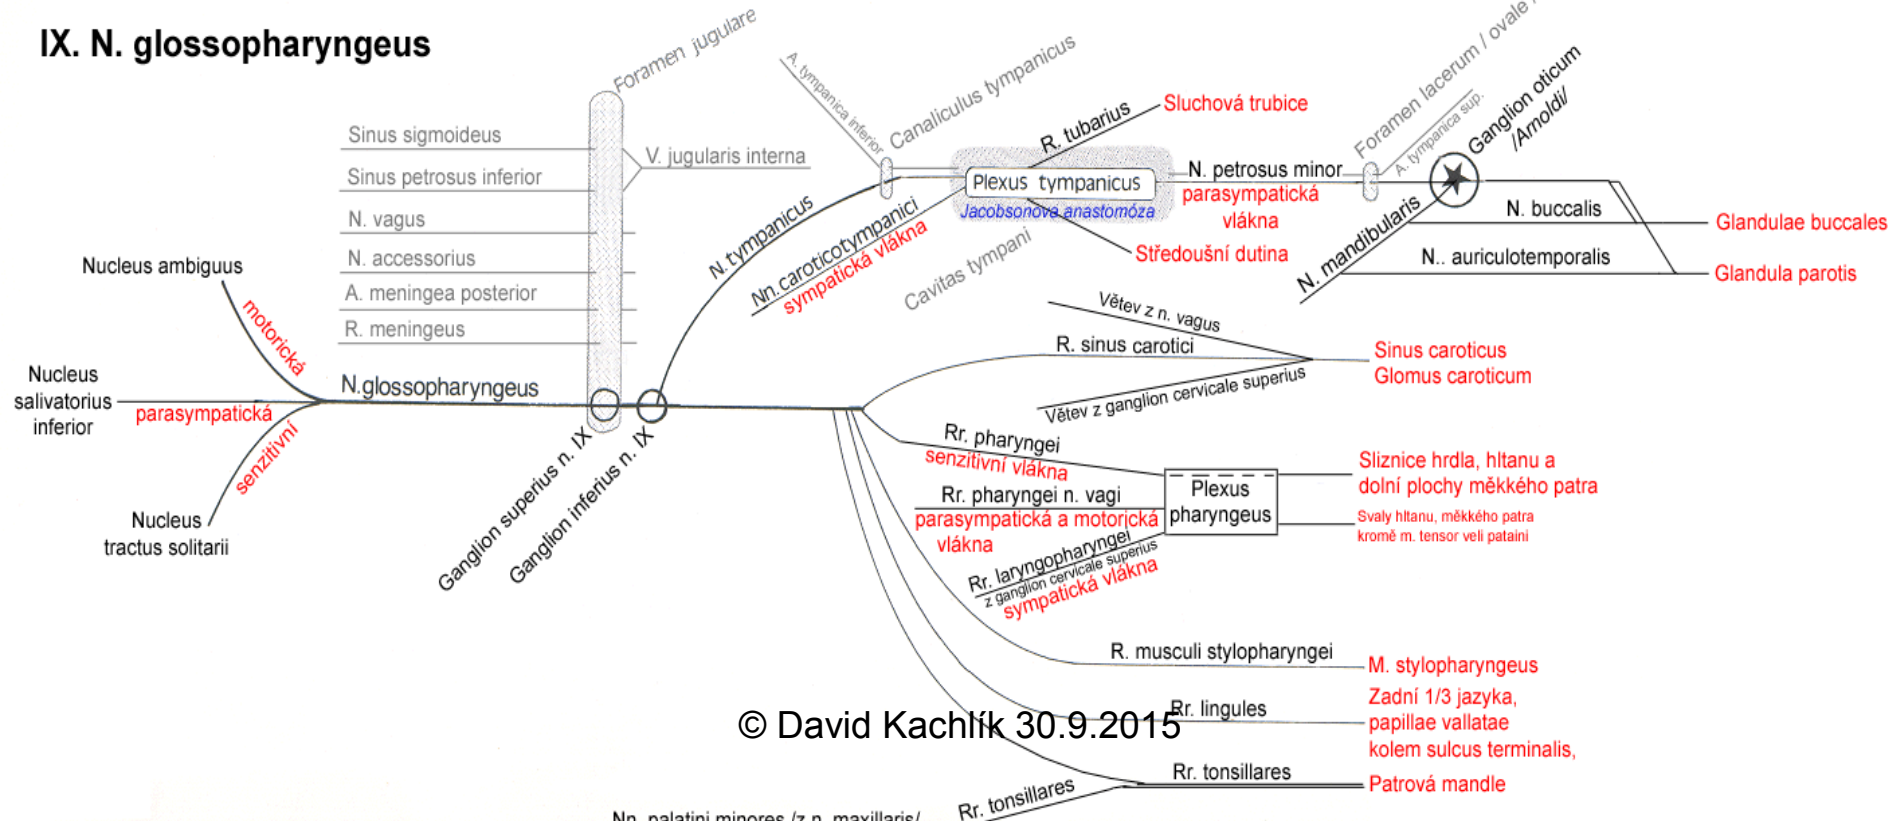 IX. N. glossopharyngeus
Foramen jugulare
Sinus sigmoideus
Sinus petrosus inferior
N. vagus
N. accessorius
A. meningea posterior
R. meningeus
V. jugularis interna
Nucleus ambiguus
motorická
Nucleus
salivatorius
inferior
parasympatická
senzitivní
Nucleus
tractus solitarii
N.glossopharyngeus
Ganglion superius n. IX
Ganglion inferius n. IX
A. tympanica inferior
Canaliculus tympanicus
N. tympanicus
Nn. caroticotympanici
sympatická vlákna
R. tubarius
Sluchová trubice
Plexus tympanicus
Jacobsonova anastomóza
Cavitas tympani
Středoušní dutina
N. petrosus minor
parasympatická
vlákna
Foramen lacerum / ovale /
A. tympanica sup.
Ganglion oticum
/Arnoldi/
N. mandibularis
N. buccalis
Glandulae buccales
N.. auriculotemporalis
Glandula parotis
Větev z n. vagus
R. sinus carotici
Větev z ganglion cervicale superius
Sinus caroticus
Glomus caroticum
Rr. pharyngei
senzitivní vlákna
Rr. pharyngei n. vagi
parasympatická a motorická
vlákna
Rr. laryngopharyngei
z ganglion cervicale superius
sympatická vlákna
Plexus
pharyngeus
Sliznice hrdla, hltanu a
dolní plochy měkkého patra
Svaly hltanu, měkkého patra
kromě m. tensor veli pataini
R. musculi stylopharyngei
M. stylopharyngeus
Rr. lingules
Zadní 1/3 jazyka,
papillae vallatae
kolem sulcus terminalis,
© David Kachlík 30.9.2015
Rr. tonsillares
Patrová mandle
Rr. tonsillares
Nn. palatini minores /z n. maxillaris/